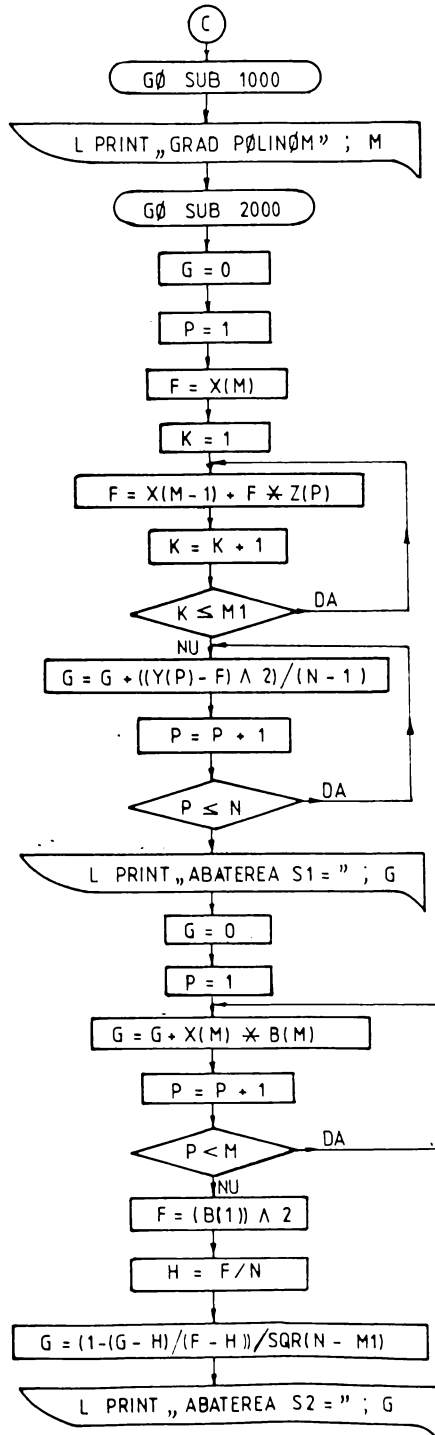 C
GØ SUB 1000
L PRINT „GRAD PØLINØM” ; M
GØ SUB 2000
G = 0
P = 1
F = X(M)
K = 1
F = X(M-1) + F * Z(P)
K = K + 1
K ≤ M1 DA
NU
G = G + ((Y(P) - F) ∧ 2)/(N - 1)
P = P + 1
P ≤ N DA
L PRINT „ABATEREA S1 = ” ; G
G = 0
P = 1
G = G + X(M) * B(M)
P = P + 1
P < M DA
NU
F = (B(1)) ∧ 2
H = F/N
G = (1-(G - H)/(F - H))/SQR(N - M1)
L PRINT „ABATEREA S2 = ” ; G